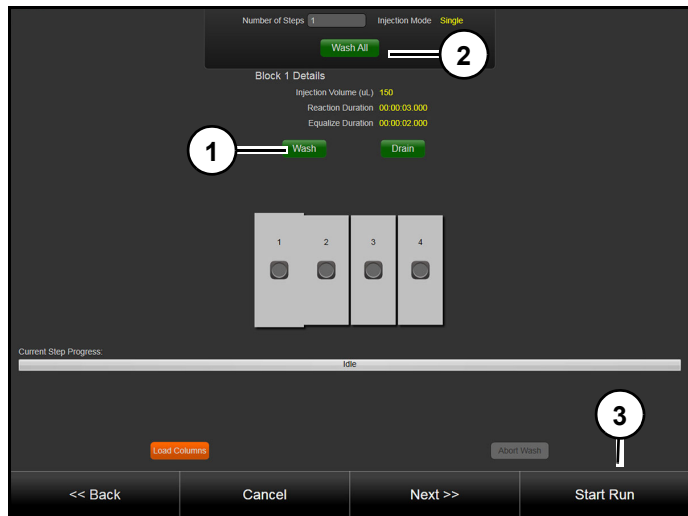 Number of Steps 1 Injection Mode Single
Wash All
2
Block 1 Details
Injection Volume (uL) 150
Reaction Duration 00:00:03.000
Equalize Duration 00:00:02.000
1
Wash Drain
1 2 3 4
Current Step Progress:
Idle
3
Load Columns Abort Wash
<< Back Cancel Next >> Start Run